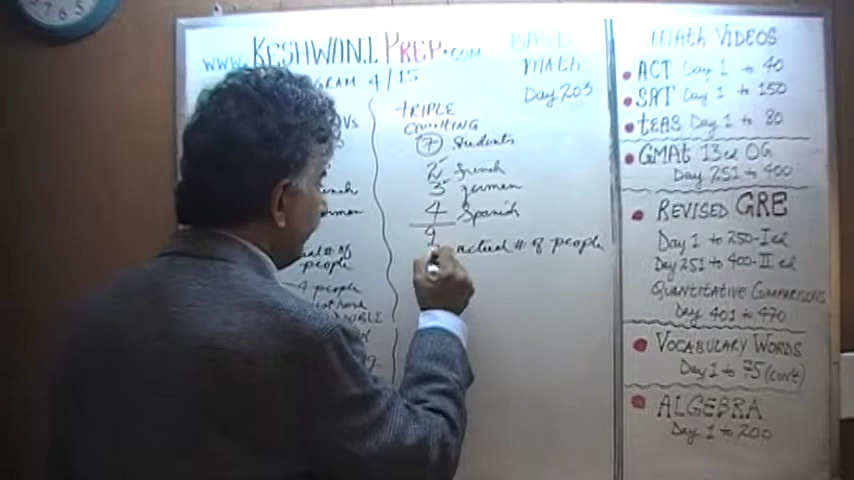 WWW. KESHWANI PREP.COM
GRAM 4/15
BASIC
MATH
Day 203
TRIPLE
COUNTING
7 Students
2 French
3 german
4 Spanish
9
actual # of people
people
4 people
MATH VIDEOS
ACT Day 1 to 40
SAT Day 1 to 150
tEAS Day 1 to 80
GMAt 13 ed OG
Day 251 to 400
REVISED GRE
Day 1 to 250-I ed
Day 251 to 400-II ed
QUANTITATIVE COMPARISONS
Day 401 to 470
VOCABULARY WORDS
Day 1 to 75 (con't)
ALGEBRA
Day 1 to 200